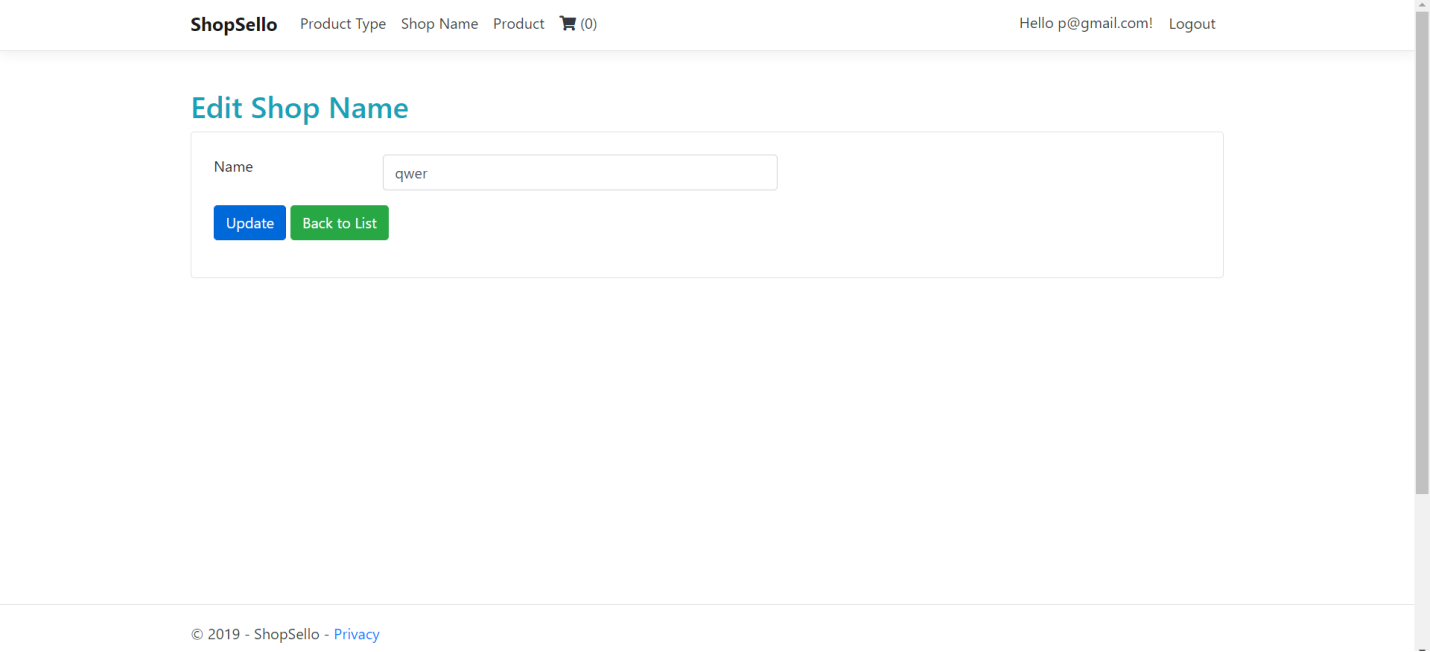 ShopSello Product Type Shop Name Product (0) Hello p@gmail.com! Logout
Edit Shop Name
Name qwer
Update Back to List
© 2019 - ShopSello - Privacy